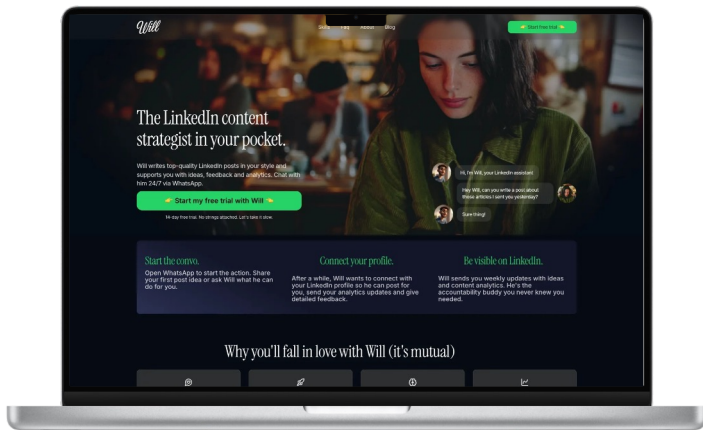 Will
Skills Faq About Blog
Start free trial
The LinkedIn content
strategist in your pocket.
Will writes top-quality LinkedIn posts in your style and
supports you with ideas, feedback and analytics. Chat with
him 24/7 via WhatsApp.
Start my free trial with Will
14-day free trial. No strings attached. Let's take it slow.
Hi, I'm Will, your LinkedIn assistant.
Hey Will, can you write a post about
those articles I sent you yesterday?
Sure thing!
Start the convo.
Open WhatsApp to start the action. Share
your first post idea or ask Will what he can
do for you.
Connect your profile.
After a while, Will wants to connect with
your LinkedIn profile so he can post for
you, send your analytics updates and give
detailed feedback.
Be visible on LinkedIn.
Will sends you weekly updates with ideas
and content analytics. He's the
accountability buddy you never knew you
needed.
Why you'll fall in love with Will (it's mutual)